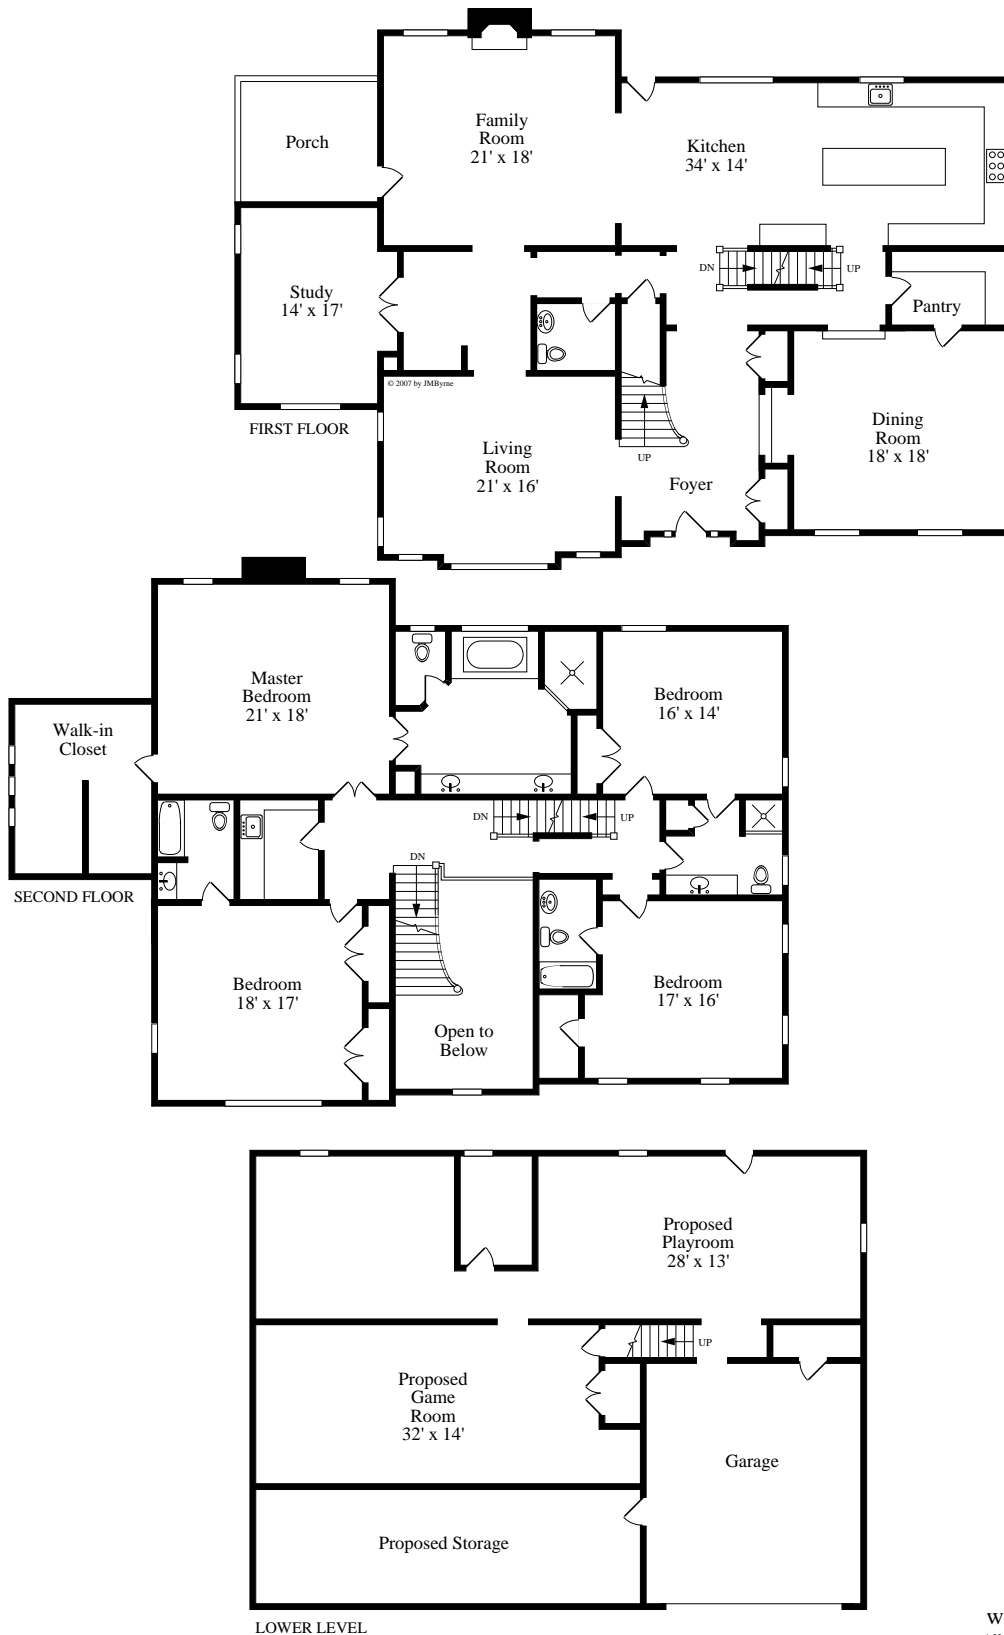 Porch
Family
Room
21' x 18'
Kitchen
34' x 14'
Study
14' x 17'
DN
UP
Pantry
© 2007 by JMByrne
FIRST FLOOR
Living
Room
21' x 16'
UP
Foyer
Dining
Room
18' x 18'
Master
Bedroom
21' x 18'
Walk-in
Closet
Bedroom
16' x 14'
DN
UP
DN
SECOND FLOOR
Bedroom
18' x 17'
Open to
Below
Bedroom
17' x 16'
Proposed
Playroom
28' x 13'
UP
Proposed
Game
Room
32' x 14'
Garage
Proposed Storage
LOWER LEVEL